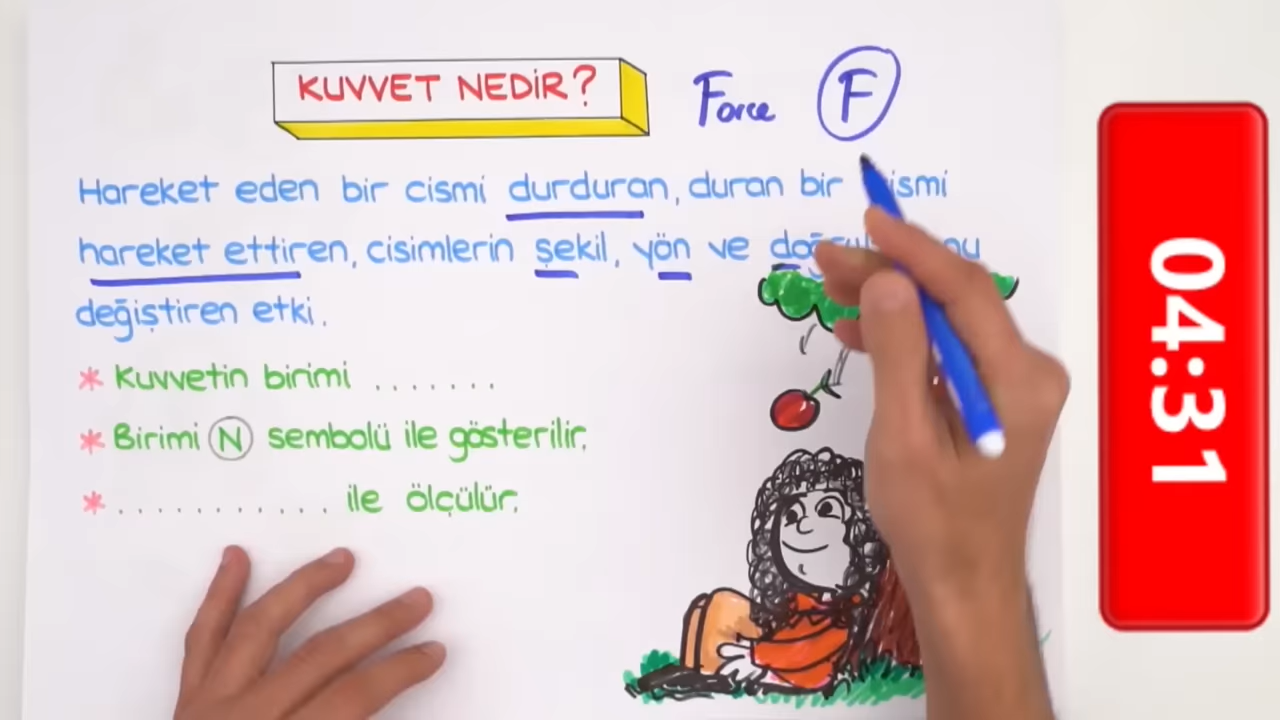 KUVVET NEDİR?
Force F
Hareket eden bir cismi durduran, duran bir
hareket ettiren, cisimlerin şekil, yön ve
değiştiren etki.
* Kuvvetin birimi .......
* Birimi N sembolü ile gösterilir.
* ............ ile ölçülür.
04:31